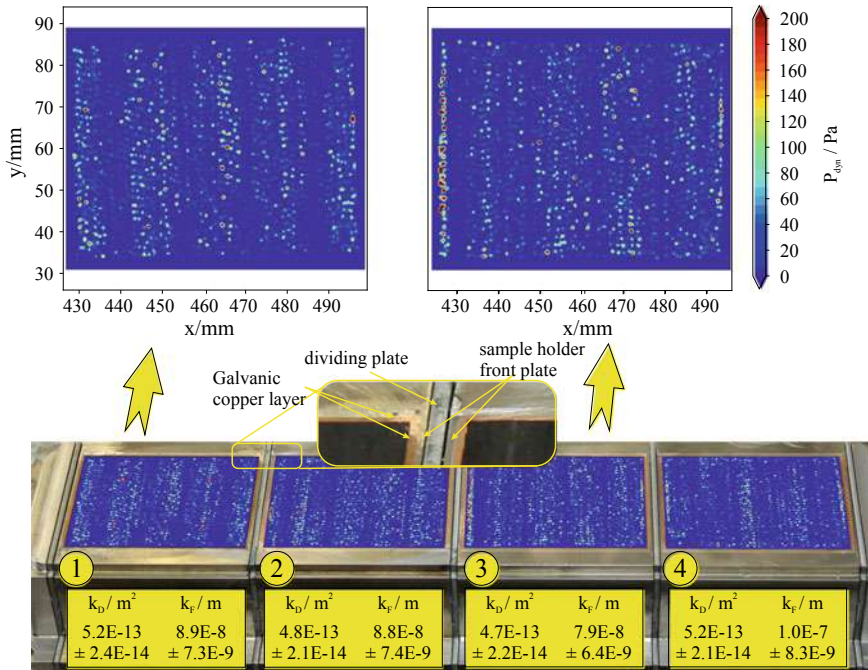 90
80
70
60
50
40
30
y/mm
430 440 450 460 470 480 490
x/mm
430 440 450 460 470 480 490
x/mm
200
180
160
140
120
100
80
60
40
20
0
P_dyn / Pa
dividing plate
sample holder
front plate
Galvanic
copper layer
1
k_D / m² k_F / m
5.2E-13 8.9E-8
± 2.4E-14 ± 7.3E-9
2
k_D / m² k_F / m
4.8E-13 8.8E-8
± 2.1E-14 ± 7.4E-9
3
k_D / m² k_F / m
4.7E-13 7.9E-8
± 2.2E-14 ± 6.4E-9
4
k_D / m² k_F / m
5.2E-13 1.0E-7
± 2.1E-14 ± 8.3E-9